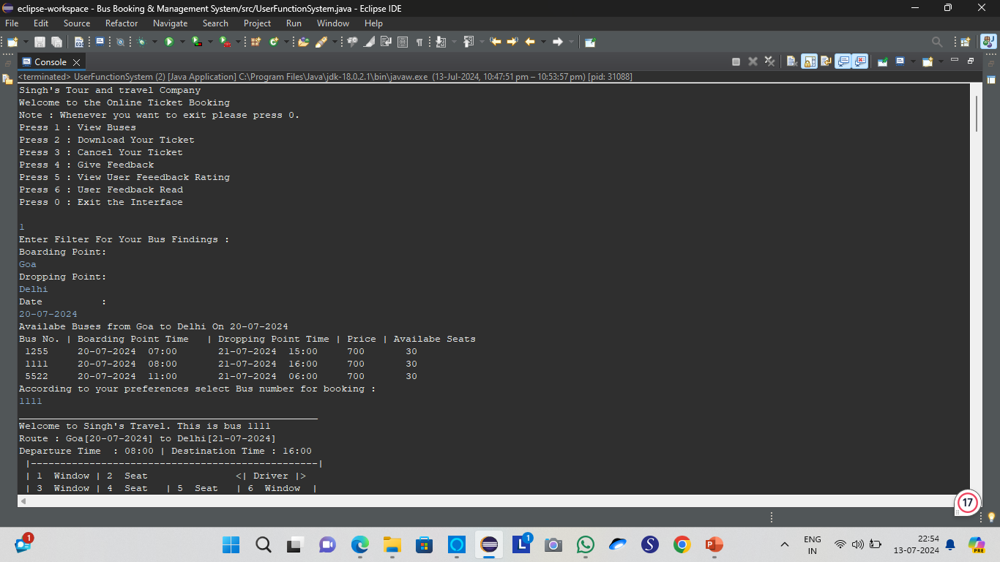 eclipse-workspace - Bus Booking & Management System/src/UserFunctionSystem.java - Eclipse IDE
File Edit Source Refactor Navigate Search Project Run Window Help
Console
<terminated> UserFunctionSystem (2) [Java Application] C:\Program Files\Java\jdk-18.0.2.1\bin\javaw.exe (13-Jul-2024, 10:47:51 pm – 10:53:57 pm) [pid: 31088]
Singh's Tour and travel Company
Welcome to the Online Ticket Booking
Note : Whenever you want to exit please press 0.
Press 1 : View Buses
Press 2 : Download Your Ticket
Press 3 : Cancel Your Ticket
Press 4 : Give Feedback
Press 5 : View User Feeedback Rating
Press 6 : User Feedback Read
Press 0 : Exit the Interface
1
Enter Filter For Your Bus Findings :
Boarding Point:
Goa
Dropping Point:
Delhi
Date :
20-07-2024
Availabe Buses from Goa to Delhi On 20-07-2024
Bus No. | Boarding Point Time | Dropping Point Time | Price | Availabe Seats
1255 20-07-2024 07:00 21-07-2024 15:00 700 30
1111 20-07-2024 08:00 21-07-2024 16:00 700 30
5522 20-07-2024 11:00 21-07-2024 06:00 700 30
According to your preferences select Bus number for booking :
1111
___________________________________________________
Welcome to Singh's Travel. This is bus 1111
Route : Goa[20-07-2024] to Delhi[21-07-2024]
Departure Time : 08:00 | Destination Time : 16:00
|-------------------------------------------------|
| 1 Window | 2 Seat <| Driver |>
| 3 Window | 4 Seat | 5 Seat | 6 Window |
17
1
1
ENG
IN
22:54
13-07-2024
PRE